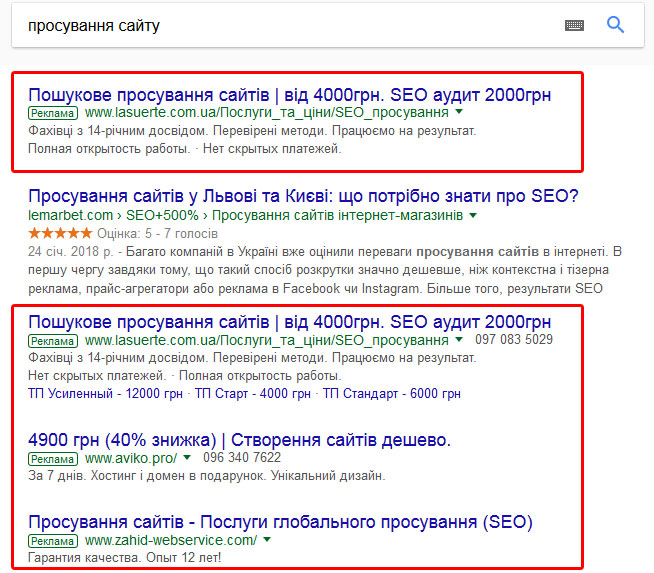 просування сайту
Пошукове просування сайтів | від 4000грн. SEO аудит 2000грн
Реклама www.lasuerte.com.ua/Послуги_та_ціни/SEO_просування
Фахівці з 14-річним досвідом. Перевірені методи. Працюємо на результат.
Полная открытость работы. · Нет скрытых платежей.
Просування сайтів у Львові та Києві: що потрібно знати про SEO?
lemarbet.com › SEO+500% › Просування сайтів інтернет-магазинів
Оцінка: 5 - 7 голосів
24 січ. 2018 р. - Багато компаній в Україні вже оцінили переваги просування сайтів в інтернеті. В
першу чергу завдяки тому, що такий спосіб розкрутки значно дешевше, ніж контекстна і тізерна
реклама, прайс-агрегатори або реклама в Facebook чи Instagram. Більше того, результати SEO
Пошукове просування сайтів | від 4000грн. SEO аудит 2000грн
Реклама www.lasuerte.com.ua/Послуги_та_ціни/SEO_просування 097 083 5029
Фахівці з 14-річним досвідом. Перевірені методи. Працюємо на результат.
Нет скрытых платежей. · Полная открытость работы.
ТП Усиленный - 12000 грн · ТП Старт - 4000 грн · ТП Стандарт - 6000 грн
4900 грн (40% знижка) | Створення сайтів дешево.
Реклама www.aviko.pro/ 096 340 7622
За 7 днів. Хостинг і домен в подарунок. Унікальний дизайн.
Просування сайтів - Послуги глобального просування (SEO)
Реклама www.zahid-webservice.com/
Гарантия качества. Опыт 12 лет!